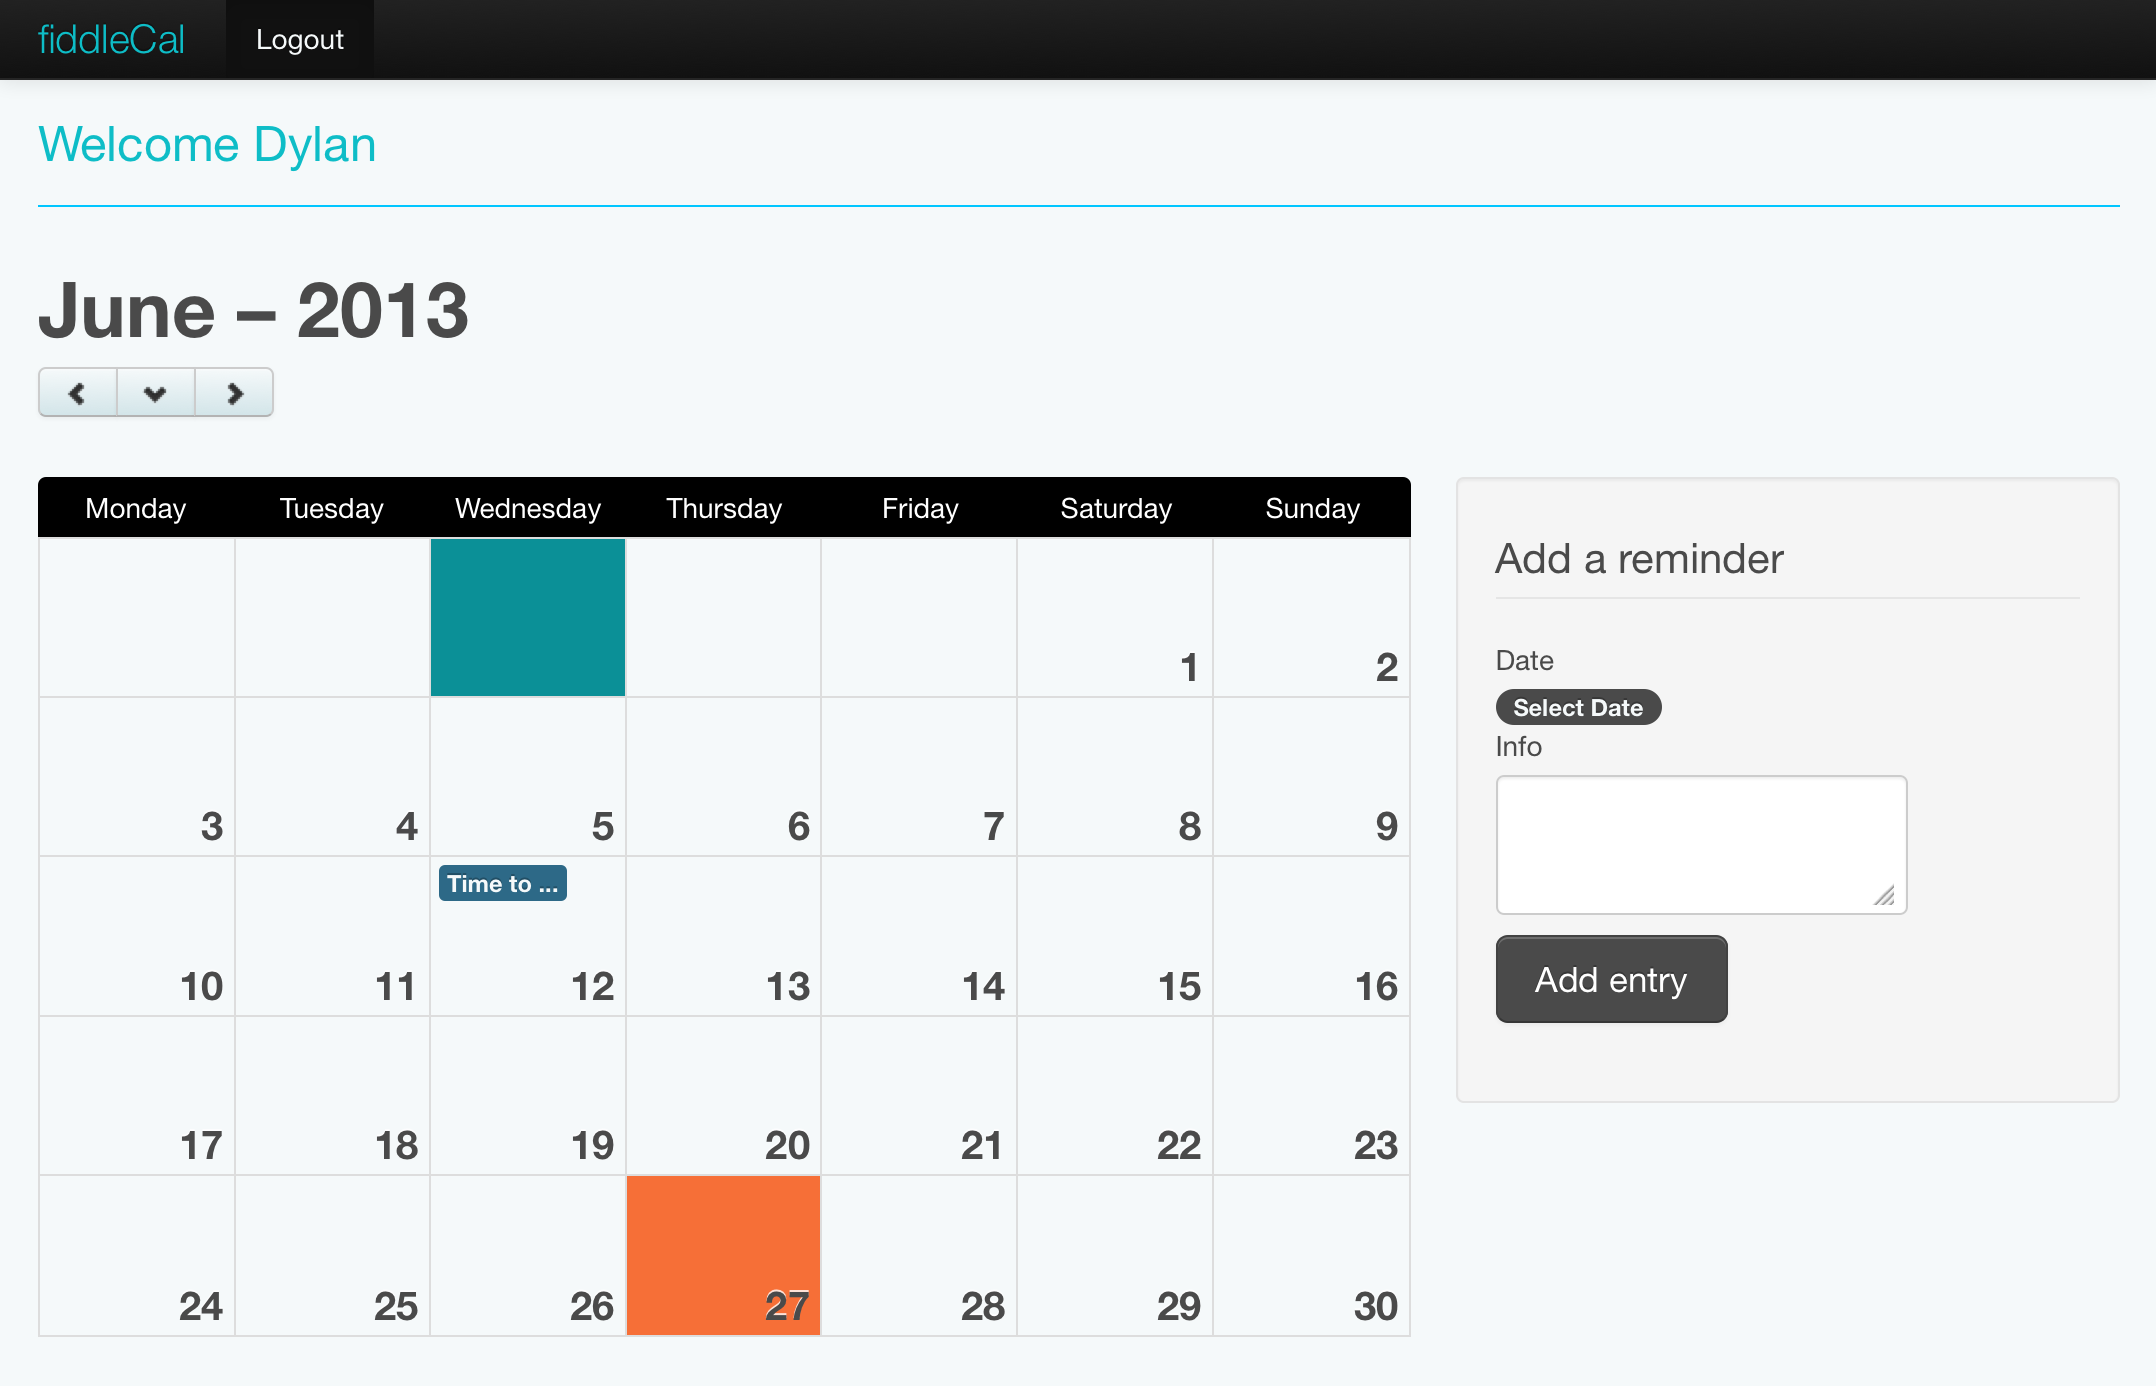 fiddleCal Logout
Welcome Dylan
June – 2013
Monday Tuesday Wednesday Thursday Friday Saturday Sunday
1 2
3 4 5 6 7 8 9
Time to ...
10 11 12 13 14 15 16
17 18 19 20 21 22 23
24 25 26 27 28 29 30
Add a reminder
Date
Select Date
Info
Add entry